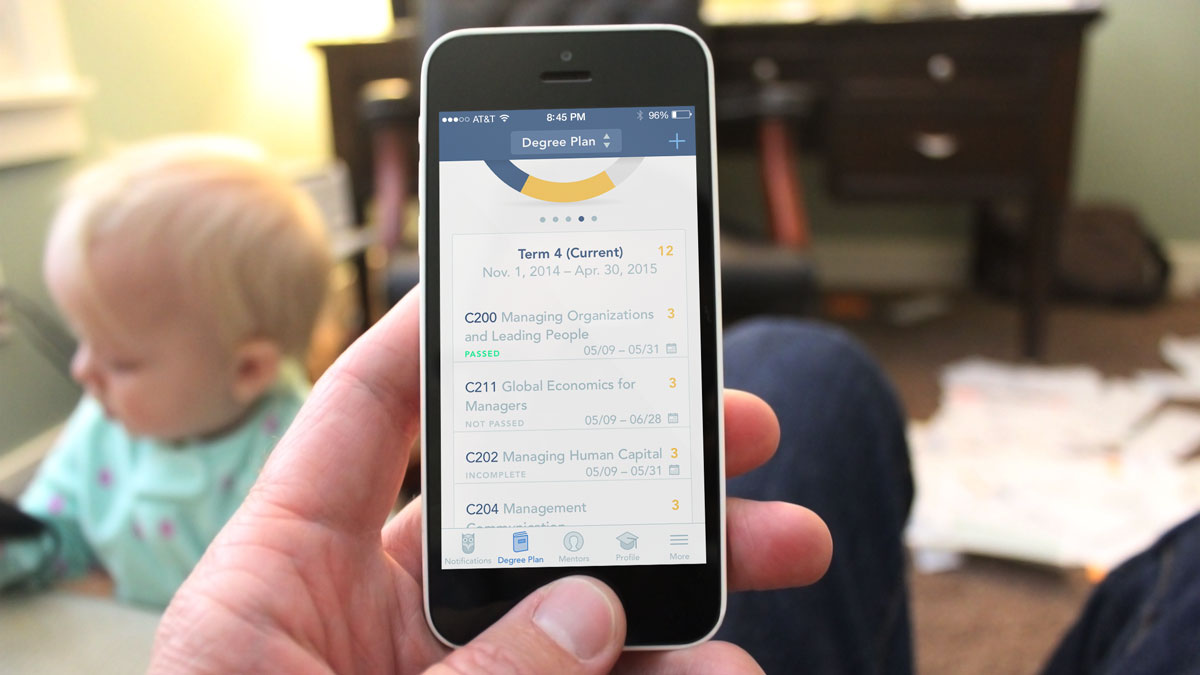 AT&T 8:45 PM 96%
Degree Plan +
Term 4 (Current) 12
Nov. 1, 2014 – Apr. 30, 2015
C200 Managing Organizations 3
and Leading People
PASSED 05/09 – 05/31
C211 Global Economics for 3
Managers
NOT PASSED 05/09 – 06/28
C202 Managing Human Capital 3
INCOMPLETE 05/09 – 05/31
C204 Management 3
Communication
Notifications Degree Plan Mentors Profile More